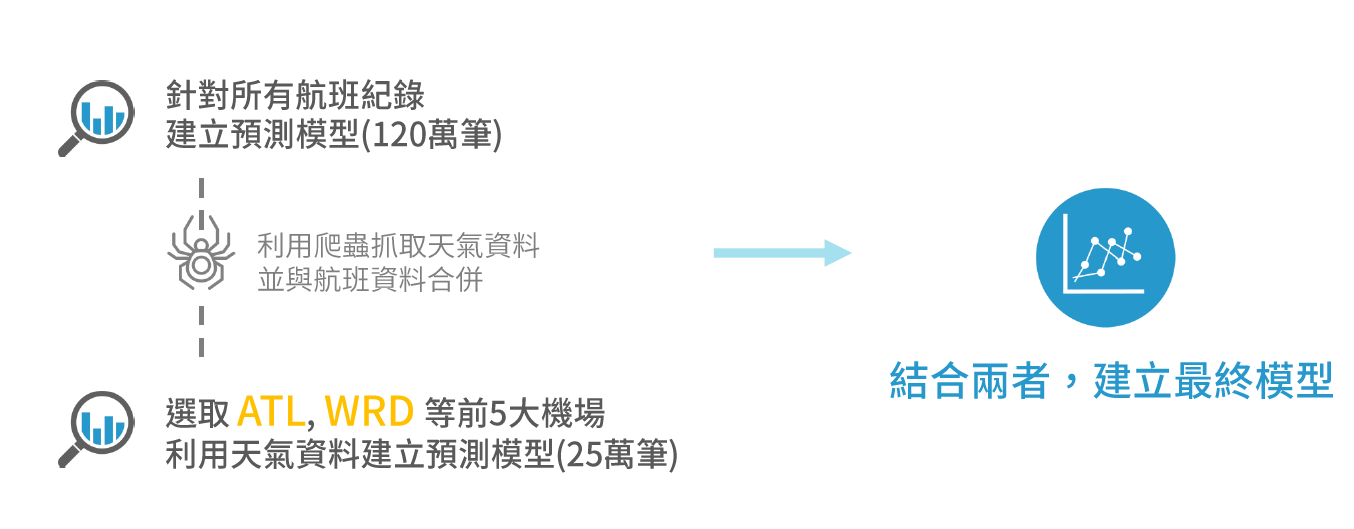 針對所有航班紀錄
建立預測模型(120萬筆)
利用爬蟲抓取天氣資料
並與航班資料合併
選取 ATL, WRD 等前5大機場
利用天氣資料建立預測模型(25萬筆)
結合兩者，建立最終模型